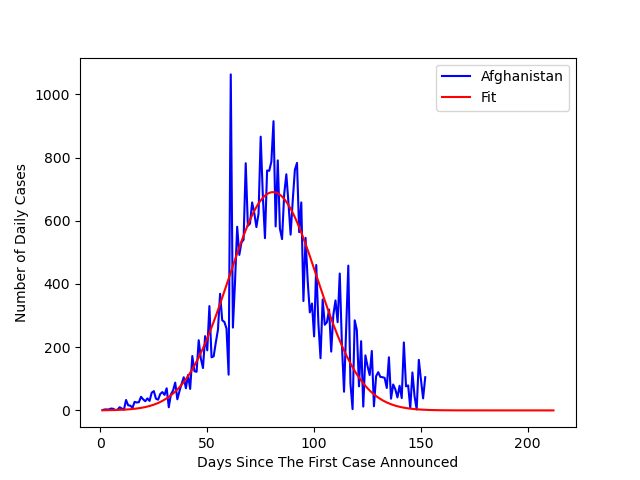 Afghanistan
Fit
Number of Daily Cases
1000
800
600
400
200
0
0 50 100 150 200
Days Since The First Case Announced